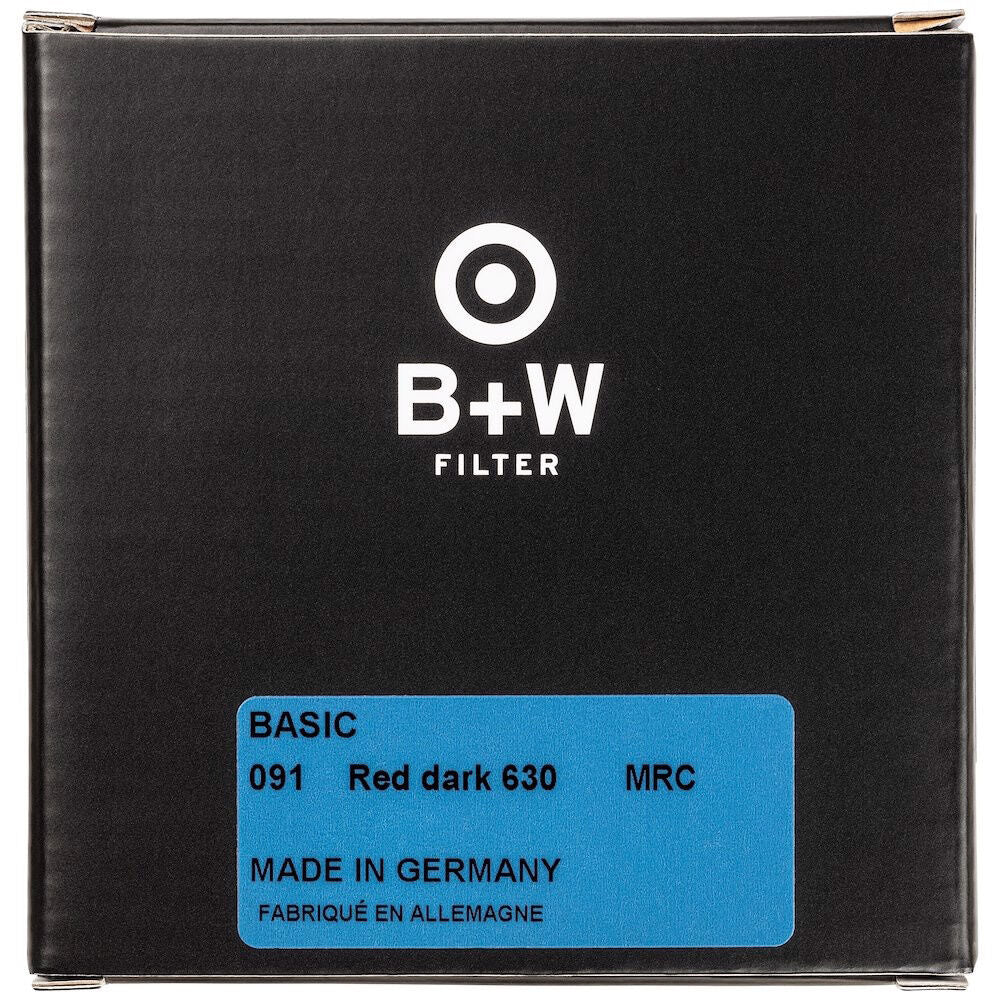 B+W
FILTER
BASIC
091 Red dark 630 MRC
MADE IN GERMANY
FABRIQUÉ EN ALLEMAGNE